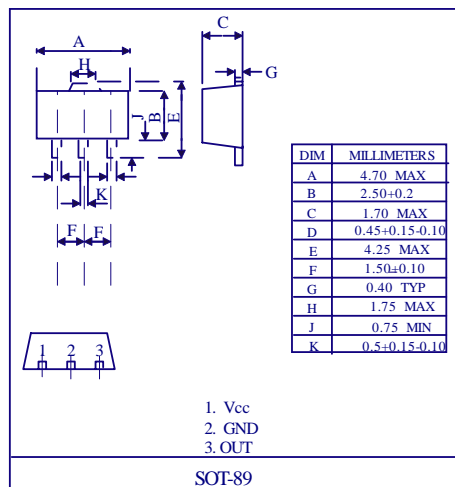 A
H
C
G
J
B
E
K
F F
DIM MILLIMETERS
A 4.70 MAX
B 2.50+0.2
C 1.70 MAX
D 0.45+0.15-0.10
E 4.25 MAX
F 1.50±0.10
G 0.40 TYP
H 1.75 MAX
J 0.75 MIN
K 0.5+0.15-0.10
1 2 3
1. Vcc
2. GND
3. OUT
SOT-89